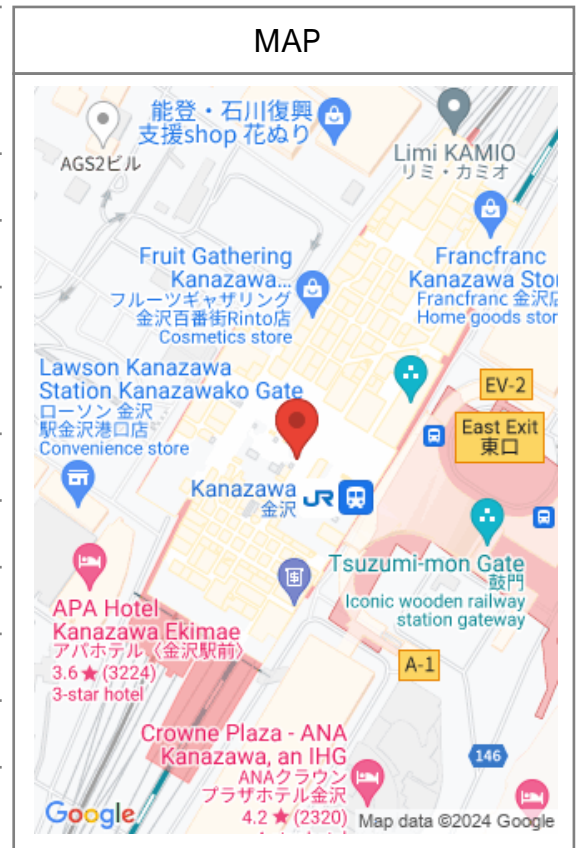 MAP
能登・石川復興
支援shop 花ぬり
AGS2ビル
Limi KAMIO
リミ・カミオ
Fruit Gathering
Kanazawa...
フルーツギャザリング
金沢百番街Rinto店
Cosmetics store
Francfranc
Kanazawa Sto
Francfranc 金沢店
Home goods stor
Lawson Kanazawa
Station Kanazawako Gate
ローソン 金沢
駅金沢港口店
Convenience store
EV-2
East Exit
東口
Kanazawa
金沢
JR
Tsuzumi-mon Gate
鼓門
Iconic wooden railway
station gateway
APA Hotel
Kanazawa Ekimae
アパホテル〈金沢駅前〉
3.6★(3224)
3-star hotel
A-1
Crowne Plaza - ANA
Kanazawa, an IHG
ANAクラウン
プラザホテル金沢
4.2★(2320)
146
Google
Map data ©2024 Google